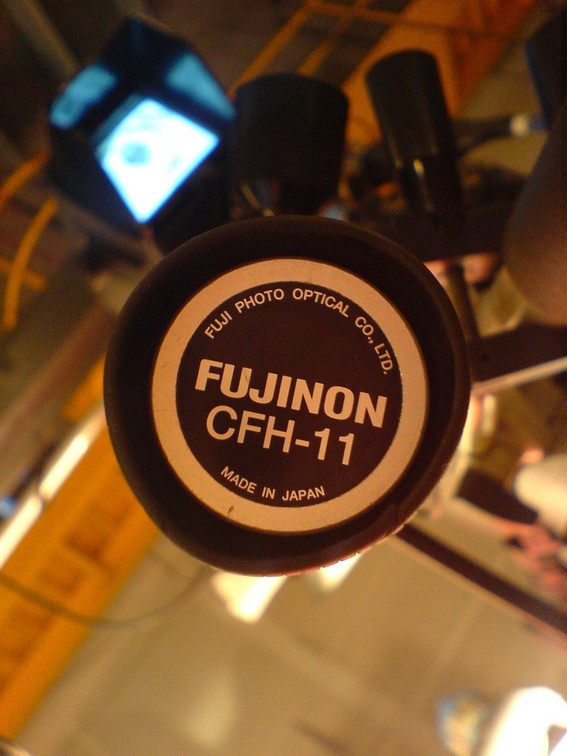 FUJI PHOTO OPTICAL CO., LTD.
FUJINON
CFH-11
MADE IN JAPAN